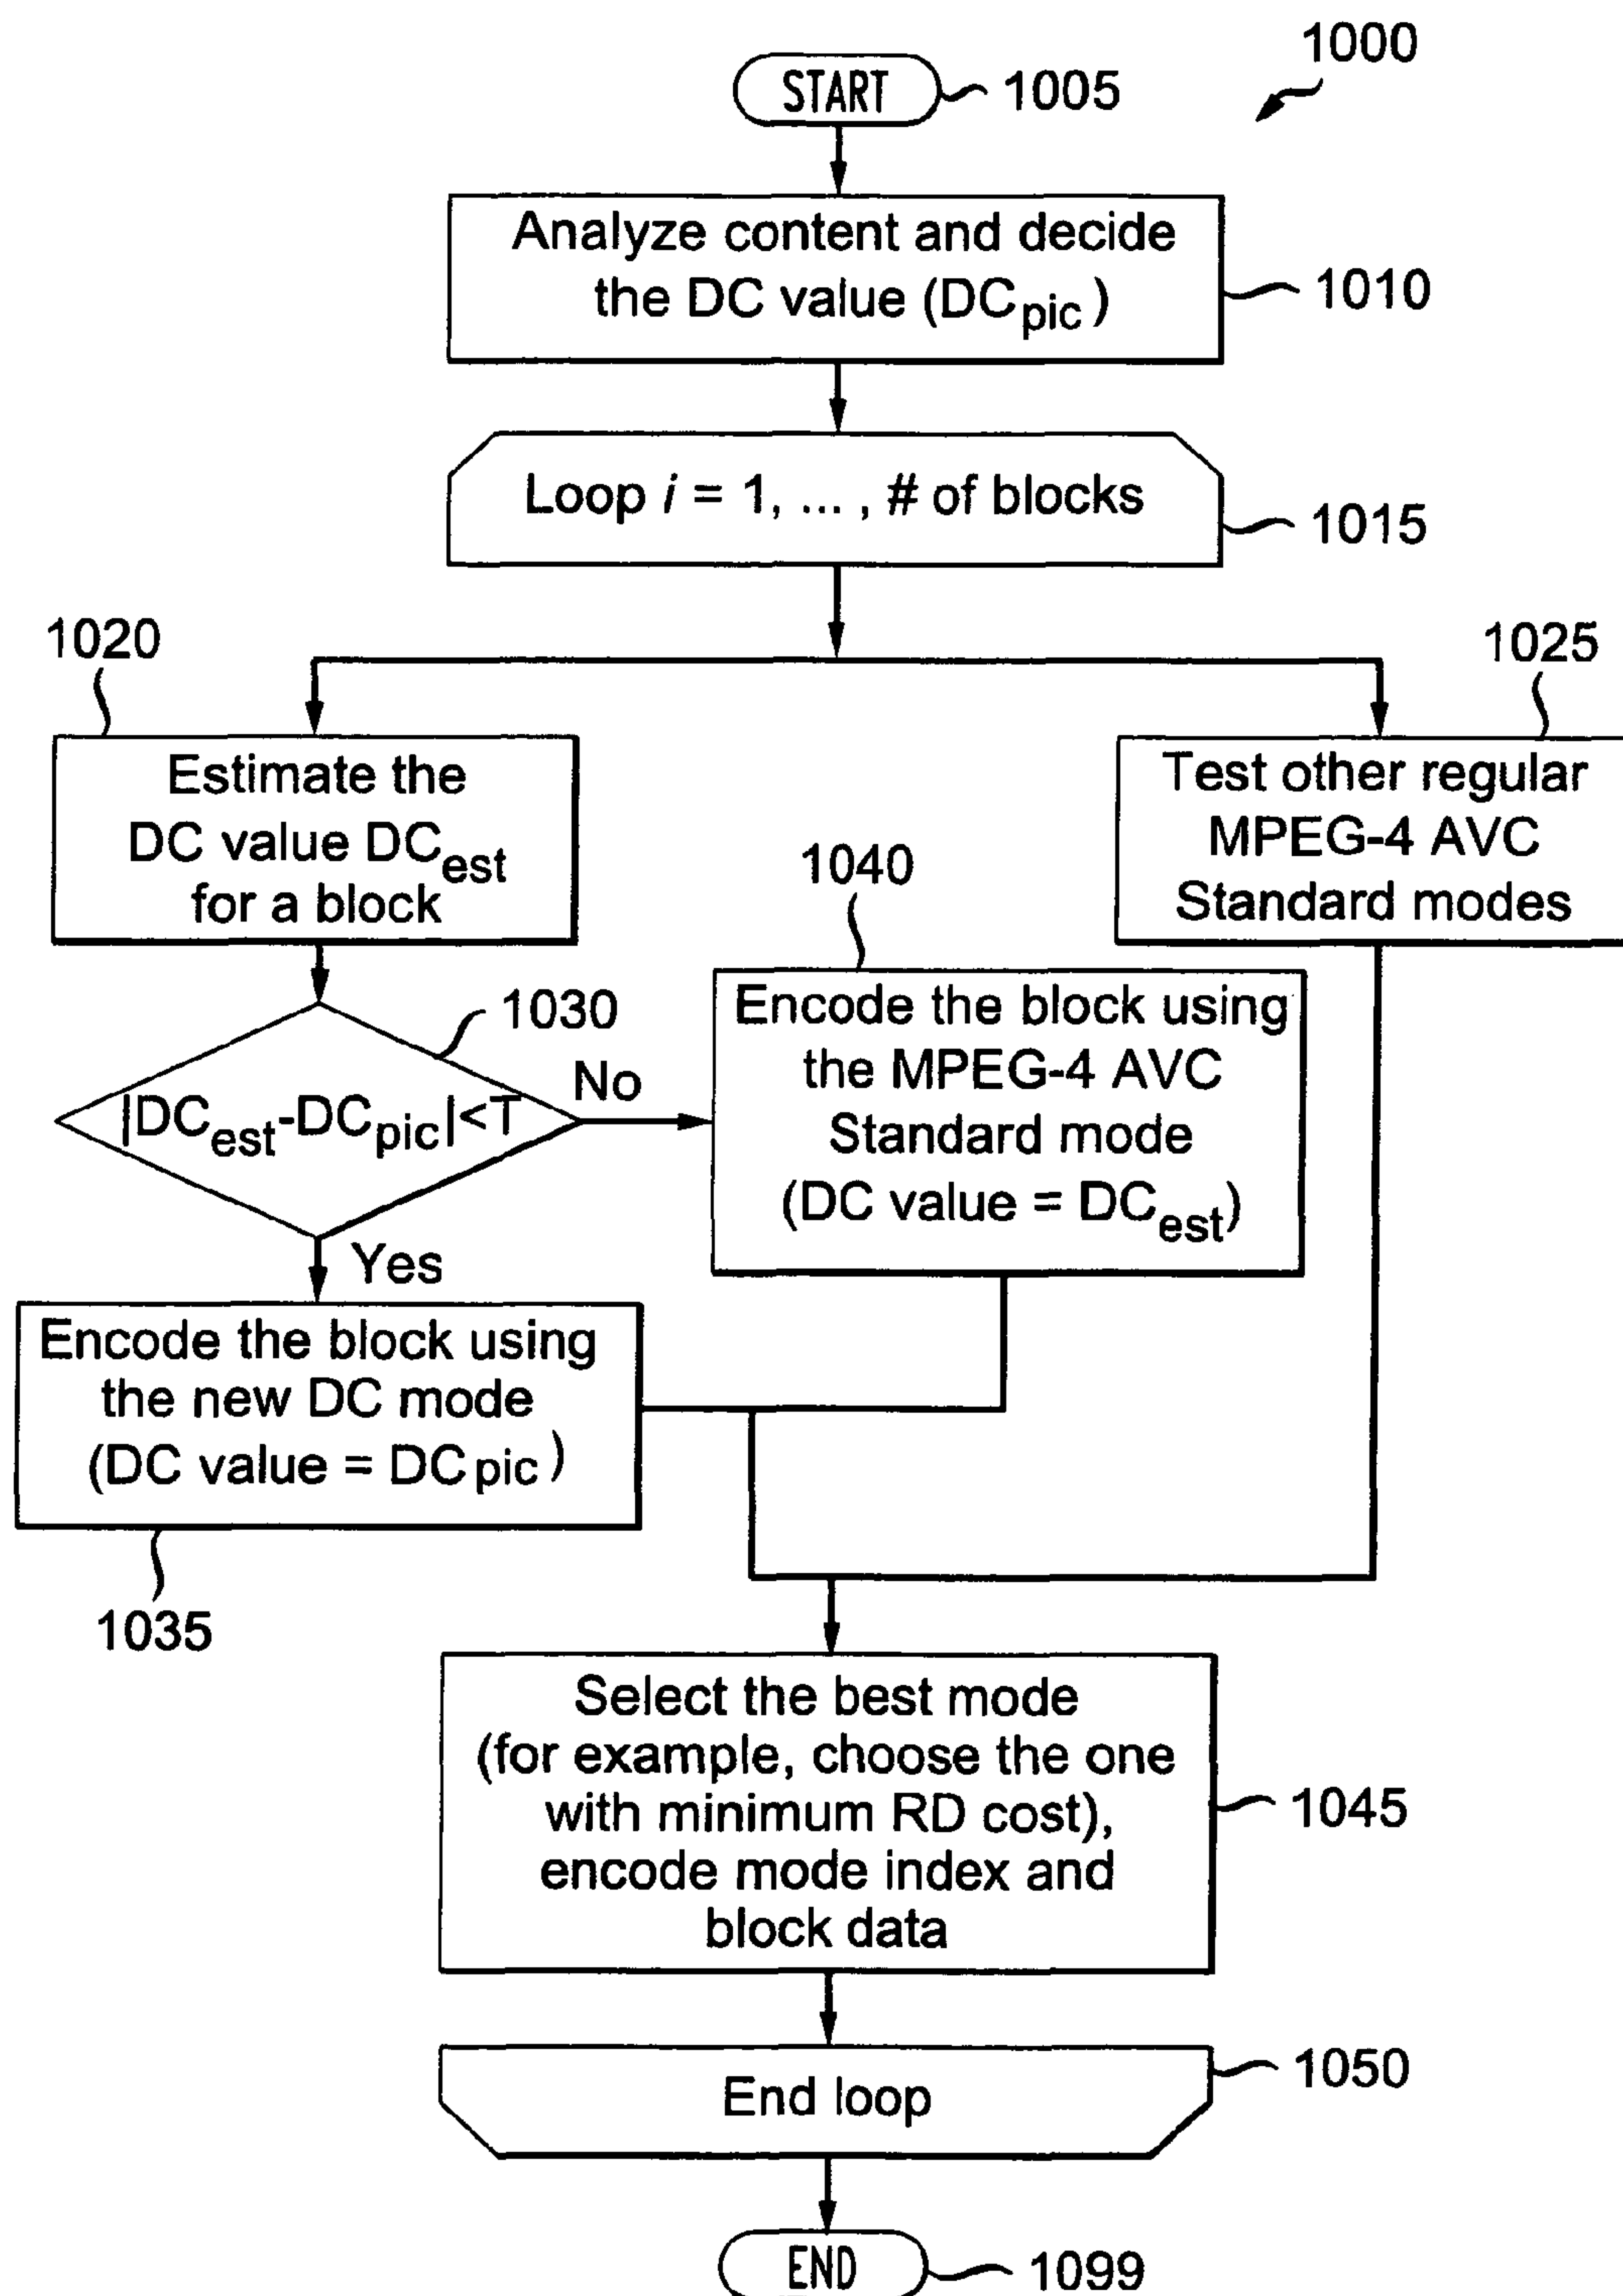 1000
START
1005
Analyze content and decide
the DC value (DCpic)
1010
Loop i = 1, ... , # of blocks
1015
1020
1025
Estimate the
DC value DCest
for a block
Test other regular
MPEG-4 AVC
Standard modes
1040
1030
|DCest-DCpic|<T
No
Yes
Encode the block using
the MPEG-4 AVC
Standard mode
(DC value = DCest)
Encode the block using
the new DC mode
(DC value = DCpic)
1035
Select the best mode
(for example, choose the one
with minimum RD cost),
encode mode index and
block data
1045
End loop
1050
END
1099